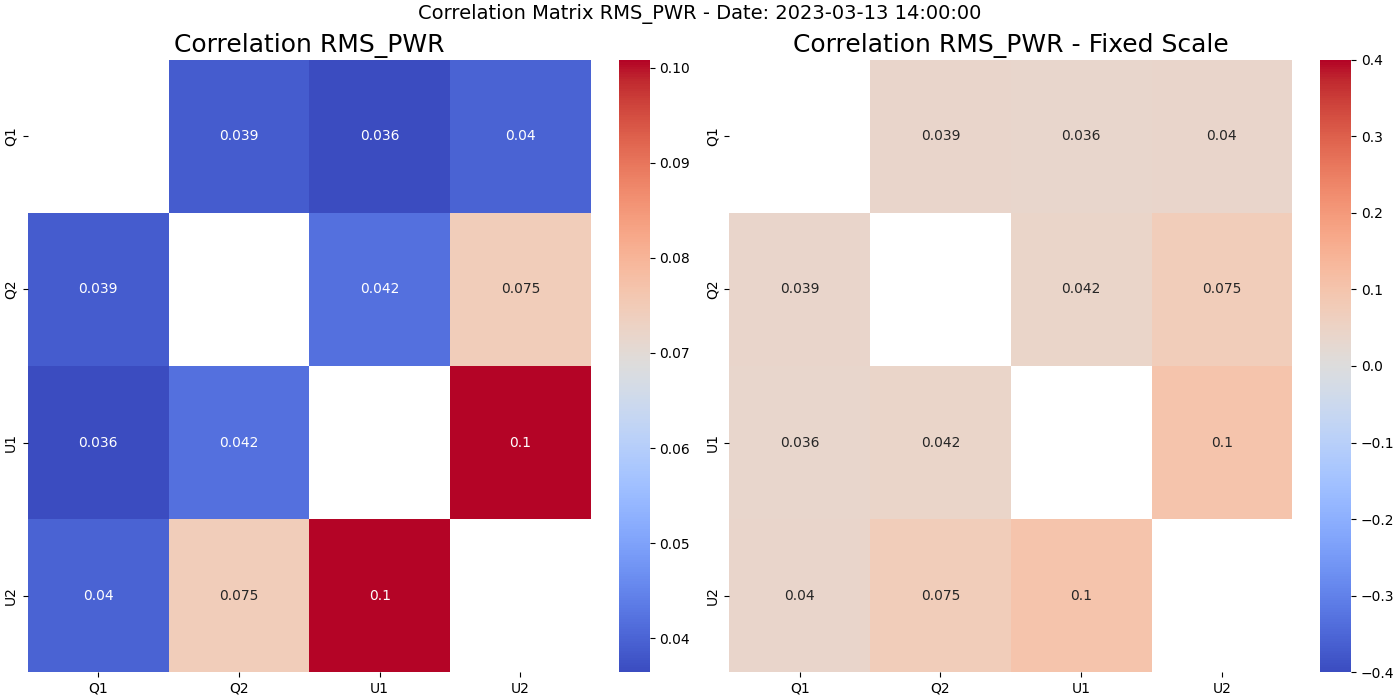 Correlation Matrix RMS_PWR - Date: 2023-03-13 14:00:00
Correlation RMS_PWR
Q1
0.039
0.036
0.04
Q2
0.039
0.042
0.075
U1
0.036
0.042
0.1
U2
0.04
0.075
0.1
Q1
Q2
U1
U2
0.10
0.09
0.08
0.07
0.06
0.05
0.04
Correlation RMS_PWR - Fixed Scale
Q1
0.039
0.036
0.04
Q2
0.039
0.042
0.075
U1
0.036
0.042
0.1
U2
0.04
0.075
0.1
Q1
Q2
U1
U2
0.4
0.3
0.2
0.1
0.0
−0.1
−0.2
−0.3
−0.4